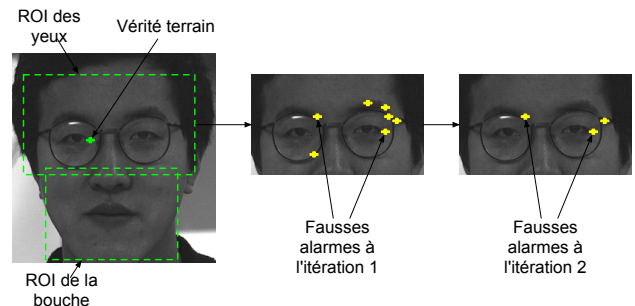 ROI des
yeux
Vérité terrain
ROI de la
bouche
Fausses
alarmes à
l'itération 1
Fausses
alarmes à
l'itération 2